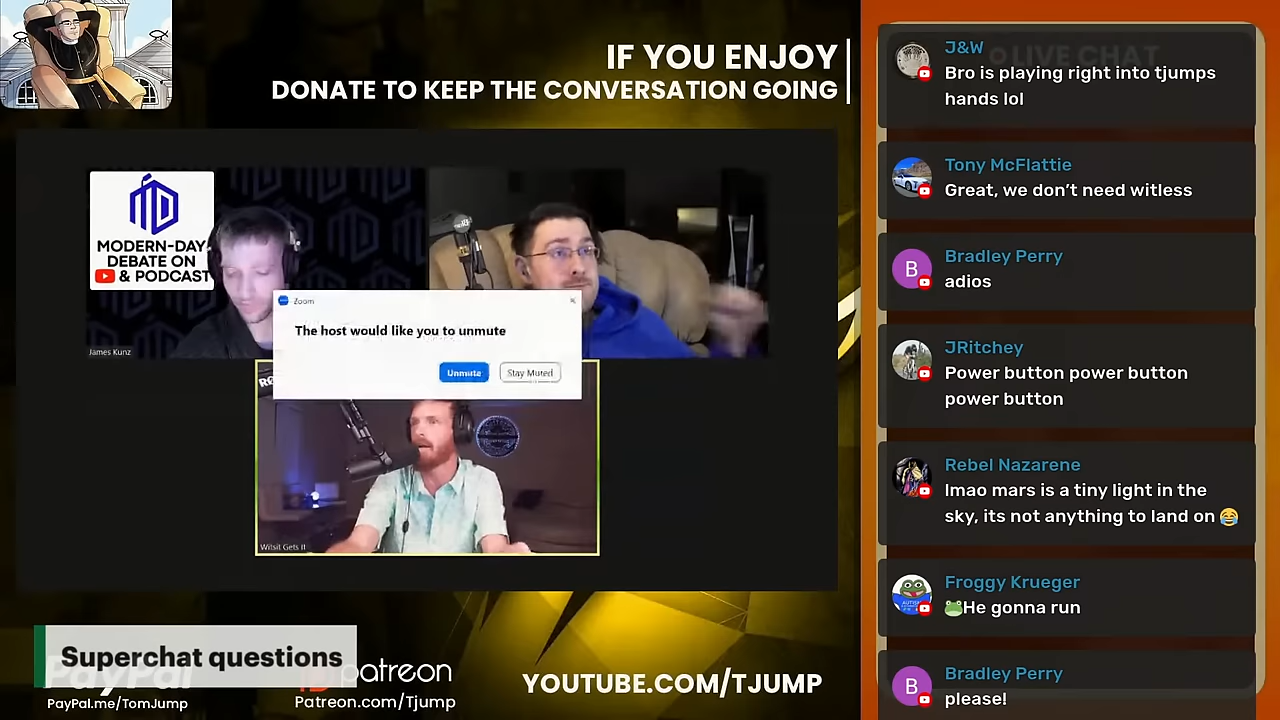 IF YOU ENJOY
DONATE TO KEEP THE CONVERSATION GOING
MODERN-DAY
DEBATE ON
& PODCAST
James Kunz
Zoom
The host would like you to unmute
Unmute
Stay Muted
Witsit Gets It
Superchat questions
PayPal
PayPal.me/TomJump
patreon
Patreon.com/Tjump
YOUTUBE.COM/TJUMP
LIVE CHAT
J&W
Bro is playing right into tjumps
hands lol
Tony McFlattie
Great, we don’t need witless
Bradley Perry
adios
JRitchey
Power button power button
power button
Rebel Nazarene
lmao mars is a tiny light in the
sky, its not anything to land on 😂
Froggy Krueger
🐸He gonna run
Bradley Perry
please!